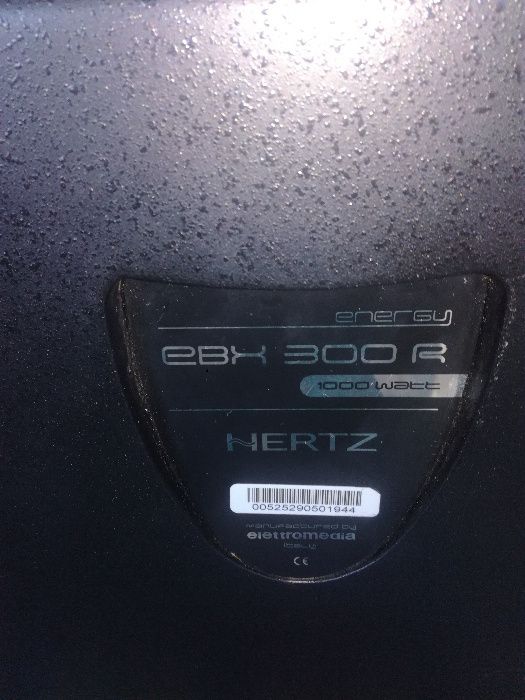 energy
EBX 300 R
1000 watt
HERTZ
00525290501944
Manufactured by
elettromedia
italy
CE